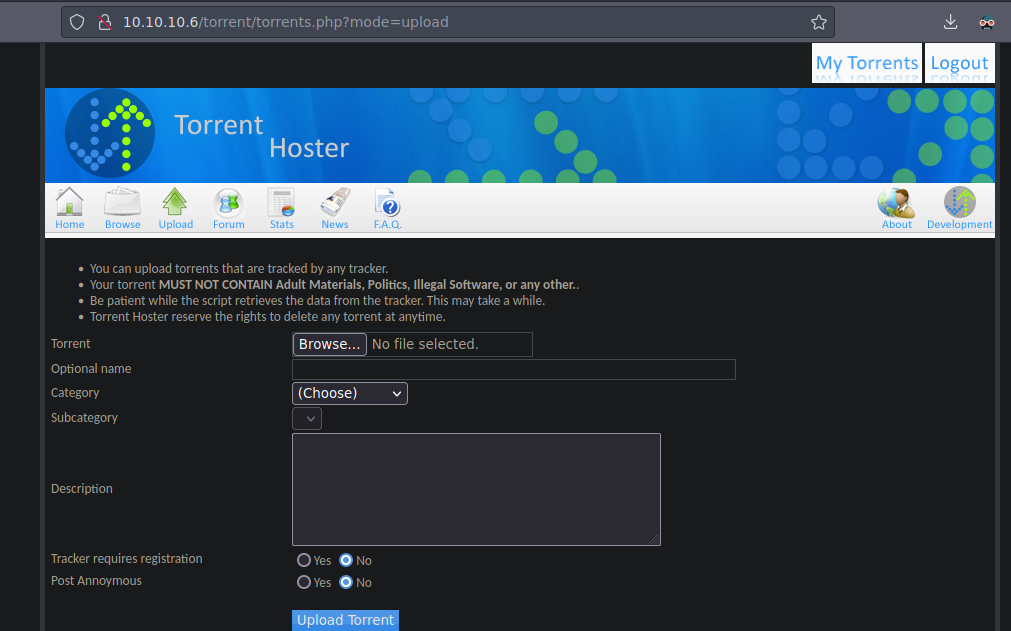 10.10.10.6/torrent/torrents.php?mode=upload
My Torrents Logout
Torrent
Hoster
Home Browse Upload Forum Stats News F.A.Q. About Development
You can upload torrents that are tracked by any tracker.
Your torrent MUST NOT CONTAIN Adult Materials, Politics, Illegal Software, or any other..
Be patient while the script retrieves the data from the tracker. This may take a while.
Torrent Hoster reserve the rights to delete any torrent at anytime.
Torrent Browse... No file selected.
Optional name
Category (Choose)
Subcategory
Description
Tracker requires registration Yes No
Post Annoymous Yes No
Upload Torrent